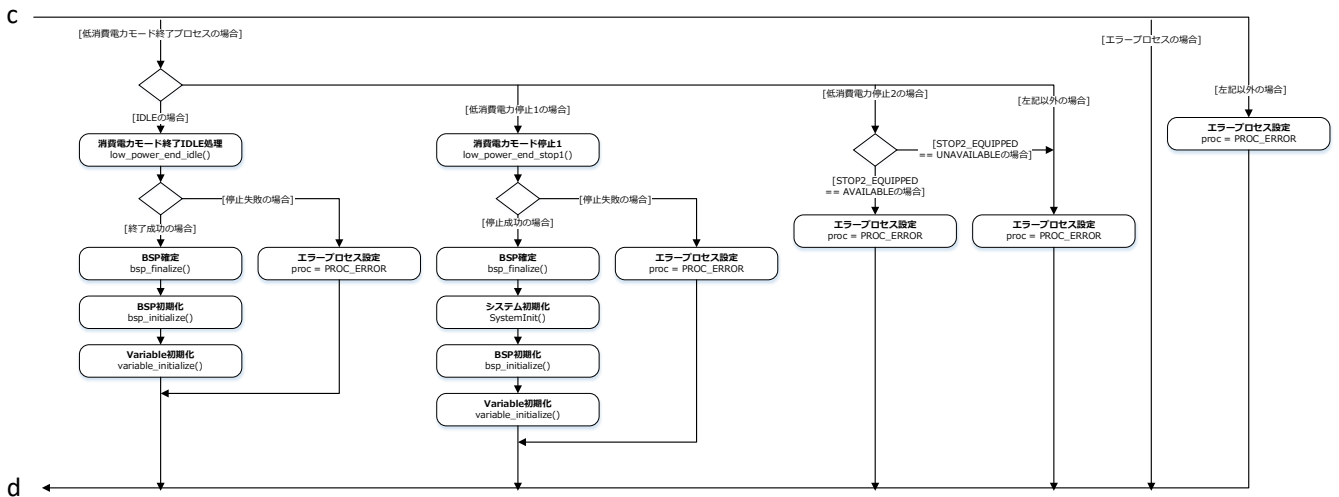 c
[低消費電力モード終了プロセスの場合]
[エラープロセスの場合]
[低消費電力停止1の場合]
[低消費電力停止2の場合]
[左記以外の場合]
[左記以外の場合]
[IDLEの場合]
エラープロセス設定
proc = PROC_ERROR
消費電力モード終了IDLE処理
low_power_end_idle()
消費電力モード停止1
low_power_end_stop1()
[STOP2_EQUIPPED
== UNAVAILABLEの場合]
[STOP2_EQUIPPED
== AVAILABLEの場合]
[停止失敗の場合]
[停止失敗の場合]
[終了成功の場合]
[停止成功の場合]
エラープロセス設定
proc = PROC_ERROR
エラープロセス設定
proc = PROC_ERROR
BSP確定
bsp_finalize()
エラープロセス設定
proc = PROC_ERROR
BSP確定
bsp_finalize()
エラープロセス設定
proc = PROC_ERROR
BSP初期化
bsp_initialize()
システム初期化
SystemInit()
Variable初期化
variable_initialize()
BSP初期化
bsp_initialize()
Variable初期化
variable_initialize()
d